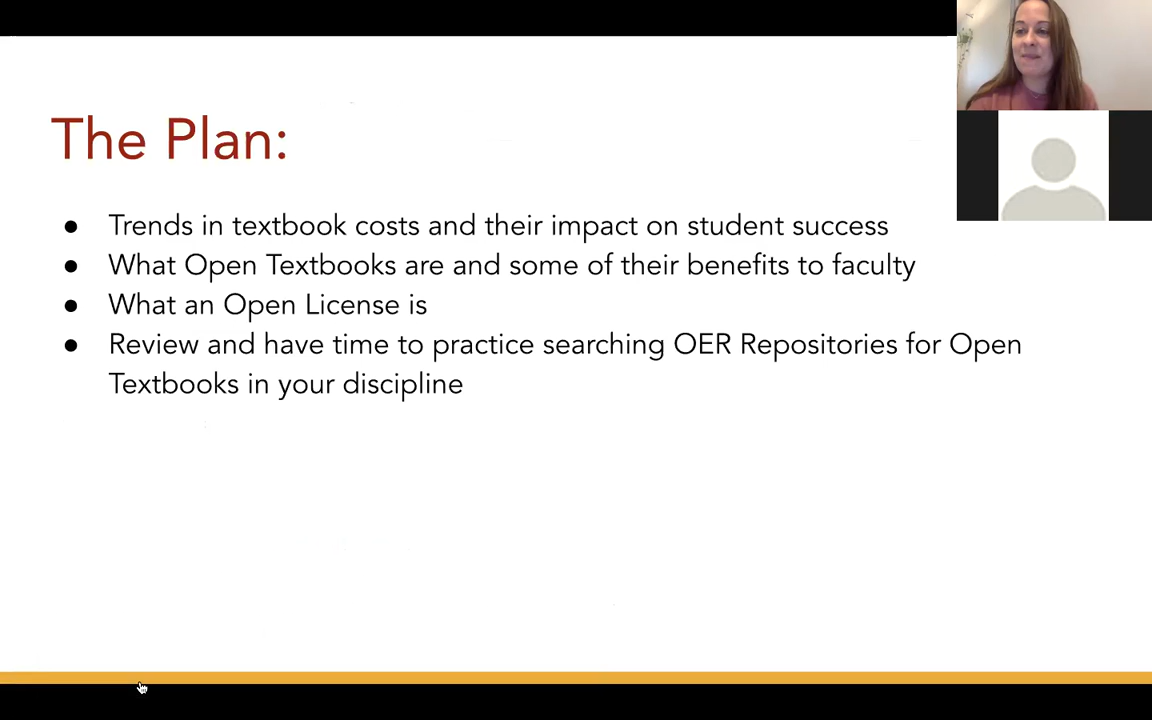 The Plan:
● Trends in textbook costs and their impact on student success
● What Open Textbooks are and some of their benefits to faculty
● What an Open License is
● Review and have time to practice searching OER Repositories for Open
Textbooks in your discipline